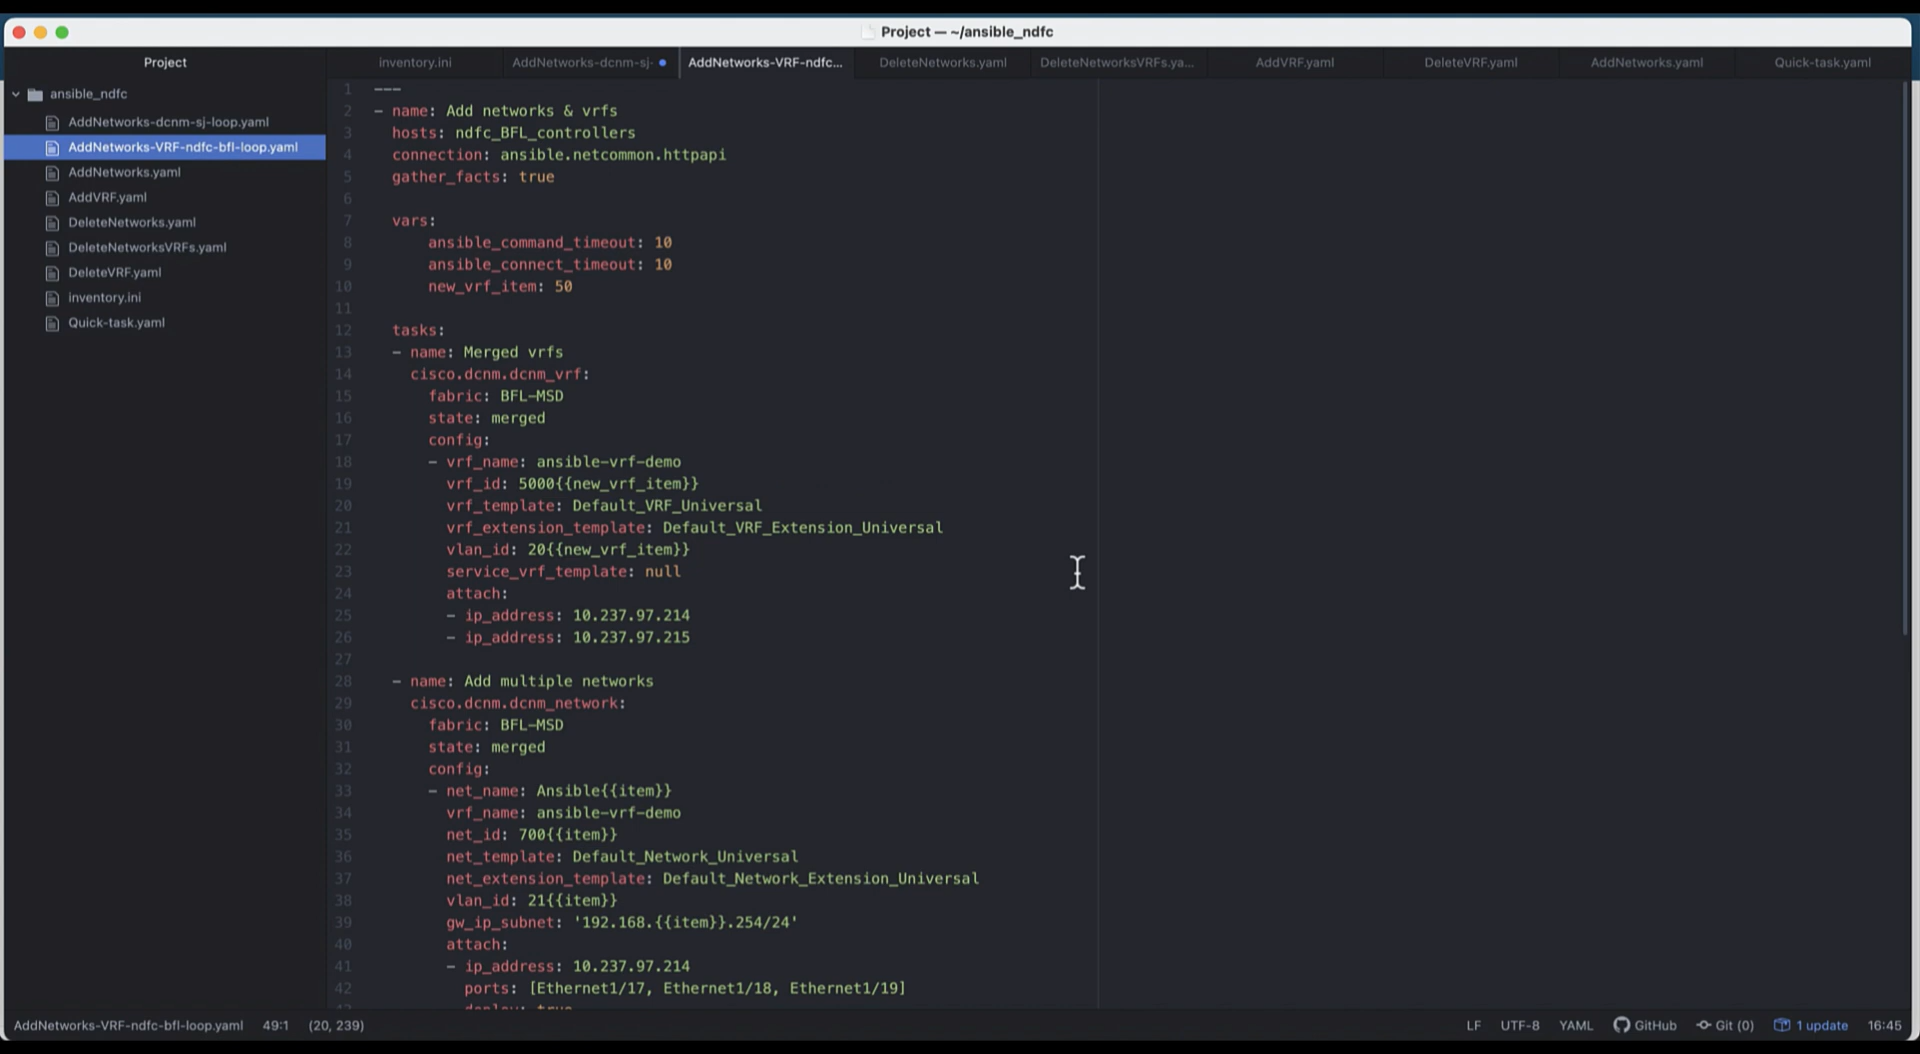 Project — ~/ansible_ndfc
Project
inventory.ini
AddNetworks-dcnm-sj-
AddNetworks-VRF-ndfc...
DeleteNetworks.yaml
DeleteNetworksVRFs.ya...
AddVRF.yaml
DeleteVRF.yaml
AddNetworks.yaml
Quick-task.yaml
ansible_ndfc
AddNetworks-dcnm-sj-loop.yaml
AddNetworks-VRF-ndfc-bfl-loop.yaml
AddNetworks.yaml
AddVRF.yaml
DeleteNetworks.yaml
DeleteNetworksVRFs.yaml
DeleteVRF.yaml
inventory.ini
Quick-task.yaml
1 ---
2 - name: Add networks & vrfs
3 hosts: ndfc_BFL_controllers
4 connection: ansible.netcommon.httpapi
5 gather_facts: true
6
7 vars:
8 ansible_command_timeout: 10
9 ansible_connect_timeout: 10
10 new_vrf_item: 50
11
12 tasks:
13 - name: Merged vrfs
14 cisco.dcnm.dcnm_vrf:
15 fabric: BFL-MSD
16 state: merged
17 config:
18 - vrf_name: ansible-vrf-demo
19 vrf_id: 5000{{new_vrf_item}}
20 vrf_template: Default_VRF_Universal
21 vrf_extension_template: Default_VRF_Extension_Universal
22 vlan_id: 20{{new_vrf_item}}
23 service_vrf_template: null
24 attach:
25 - ip_address: 10.237.97.214
26 - ip_address: 10.237.97.215
27
28 - name: Add multiple networks
29 cisco.dcnm.dcnm_network:
30 fabric: BFL-MSD
31 state: merged
32 config:
33 - net_name: Ansible{{item}}
34 vrf_name: ansible-vrf-demo
35 net_id: 700{{item}}
36 net_template: Default_Network_Universal
37 net_extension_template: Default_Network_Extension_Universal
38 vlan_id: 21{{item}}
39 gw_ip_subnet: '192.168.{{item}}.254/24'
40 attach:
41 - ip_address: 10.237.97.214
42 ports: [Ethernet1/17, Ethernet1/18, Ethernet1/19]
AddNetworks-VRF-ndfc-bfl-loop.yaml 49:1 (20, 239) LF UTF-8 YAML GitHub Git (0) 1 update 16:45